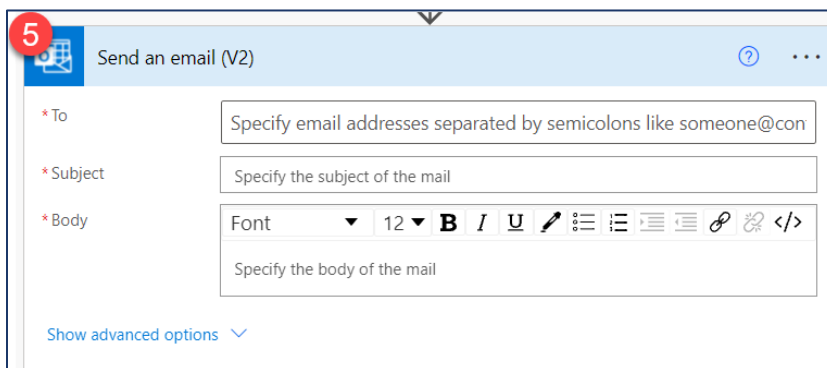 5
Send an email (V2)
* To
Specify email addresses separated by semicolons like someone@con
* Subject
Specify the subject of the mail
* Body
Font 12 B I U </>
Specify the body of the mail
Show advanced options